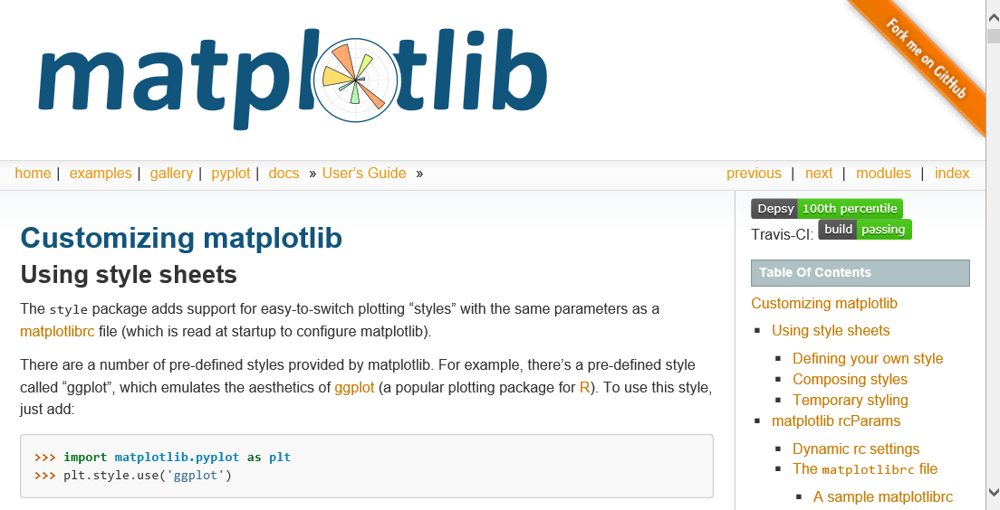 matplotlib
Fork me on GitHub
home | examples | gallery | pyplot | docs » User's Guide »
previous | next | modules | index
Customizing matplotlib
Using style sheets
The style package adds support for easy-to-switch plotting “styles” with the same parameters as a
matplotlibrc file (which is read at startup to configure matplotlib).
There are a number of pre-defined styles provided by matplotlib. For example, there’s a pre-defined style
called “ggplot”, which emulates the aesthetics of ggplot (a popular plotting package for R). To use this style,
just add:
>>> import matplotlib.pyplot as plt
>>> plt.style.use('ggplot')
Depsy 100th percentile
Travis-CI: build passing
Table Of Contents
Customizing matplotlib
▪ Using style sheets
▪ Defining your own style
▪ Composing styles
▪ Temporary styling
▪ matplotlib rcParams
▪ Dynamic rc settings
▪ The matplotlibrc file
▪ A sample matplotlibrc